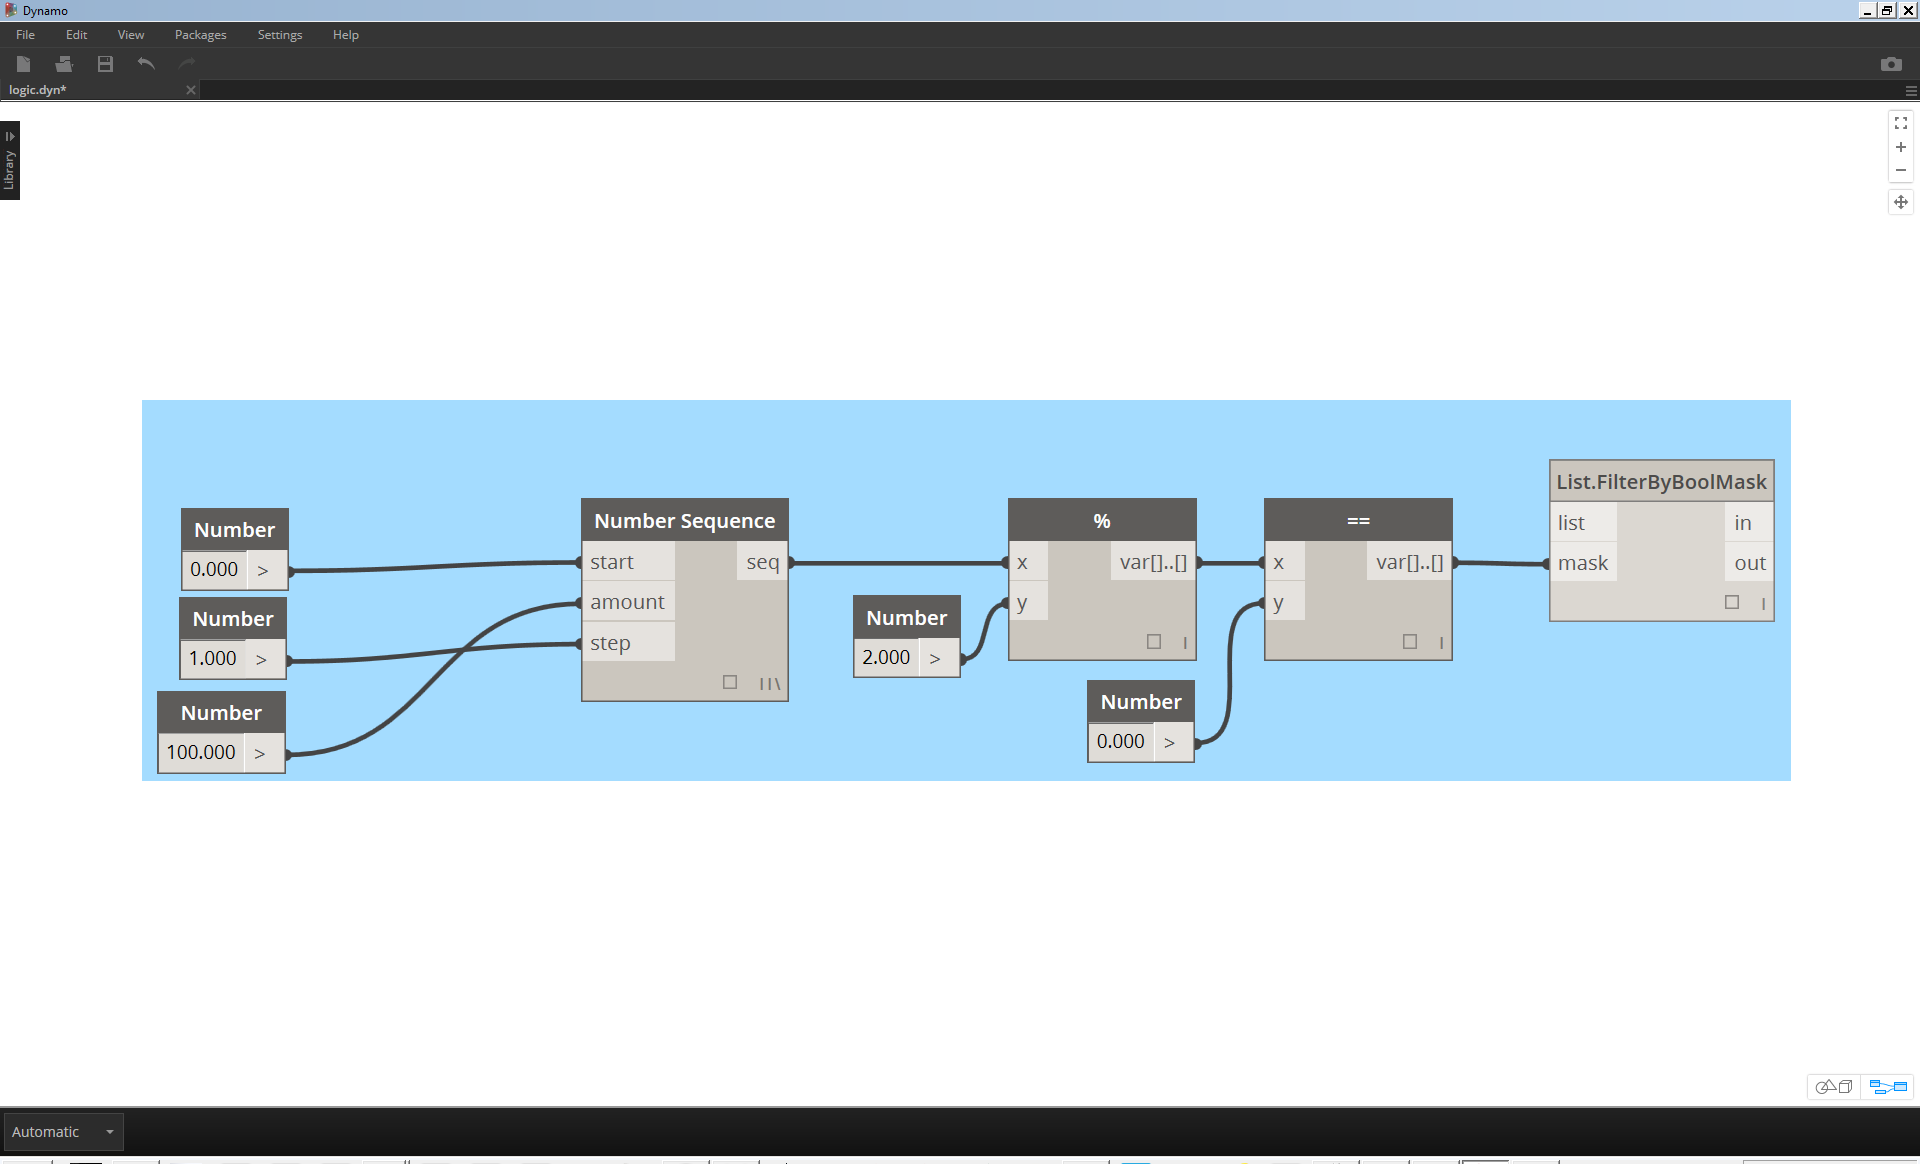 Dynamo
File Edit View Packages Settings Help
logic.dyn*
Library
Number
0.000 >
Number
1.000 >
Number
100.000 >
Number Sequence
start seq
amount
step
Number
2.000 >
%
x var[]..[]
y
Number
0.000 >
==
x var[]..[]
y
List.FilterByBoolMask
list in
mask out
Automatic